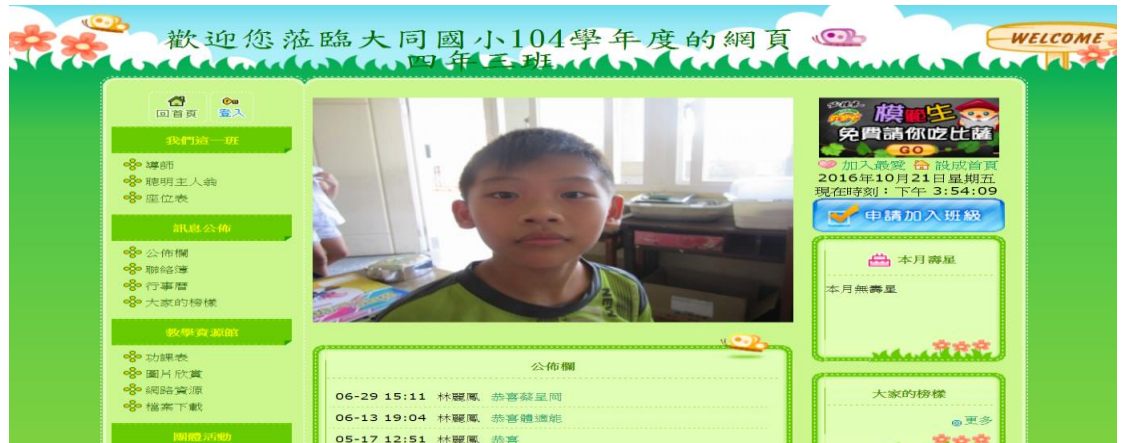 歡迎您蒞臨大同國小104學年度的網頁
四年三班
WELCOME
回首頁
登入
我們這一班
導師
聰明主人翁
座位表
訊息公佈
公佈欄
聯絡簿
行事曆
大家的榜樣
教學資源館
功課表
圖片欣賞
網路資源
檔案下載
團體活動
公佈欄
06-29 15:11 林麗鳳 恭喜蔡呈同
06-13 19:04 林麗鳳 恭喜體適能
05-17 12:51 林麗鳳 恭喜
模範生
免費請你吃比薩
GO
加入最愛 設成首頁
2016年10月21日星期五
現在時刻：下午 3:54:09
申請加入班級
本月壽星
本月無壽星
大家的榜樣
更多